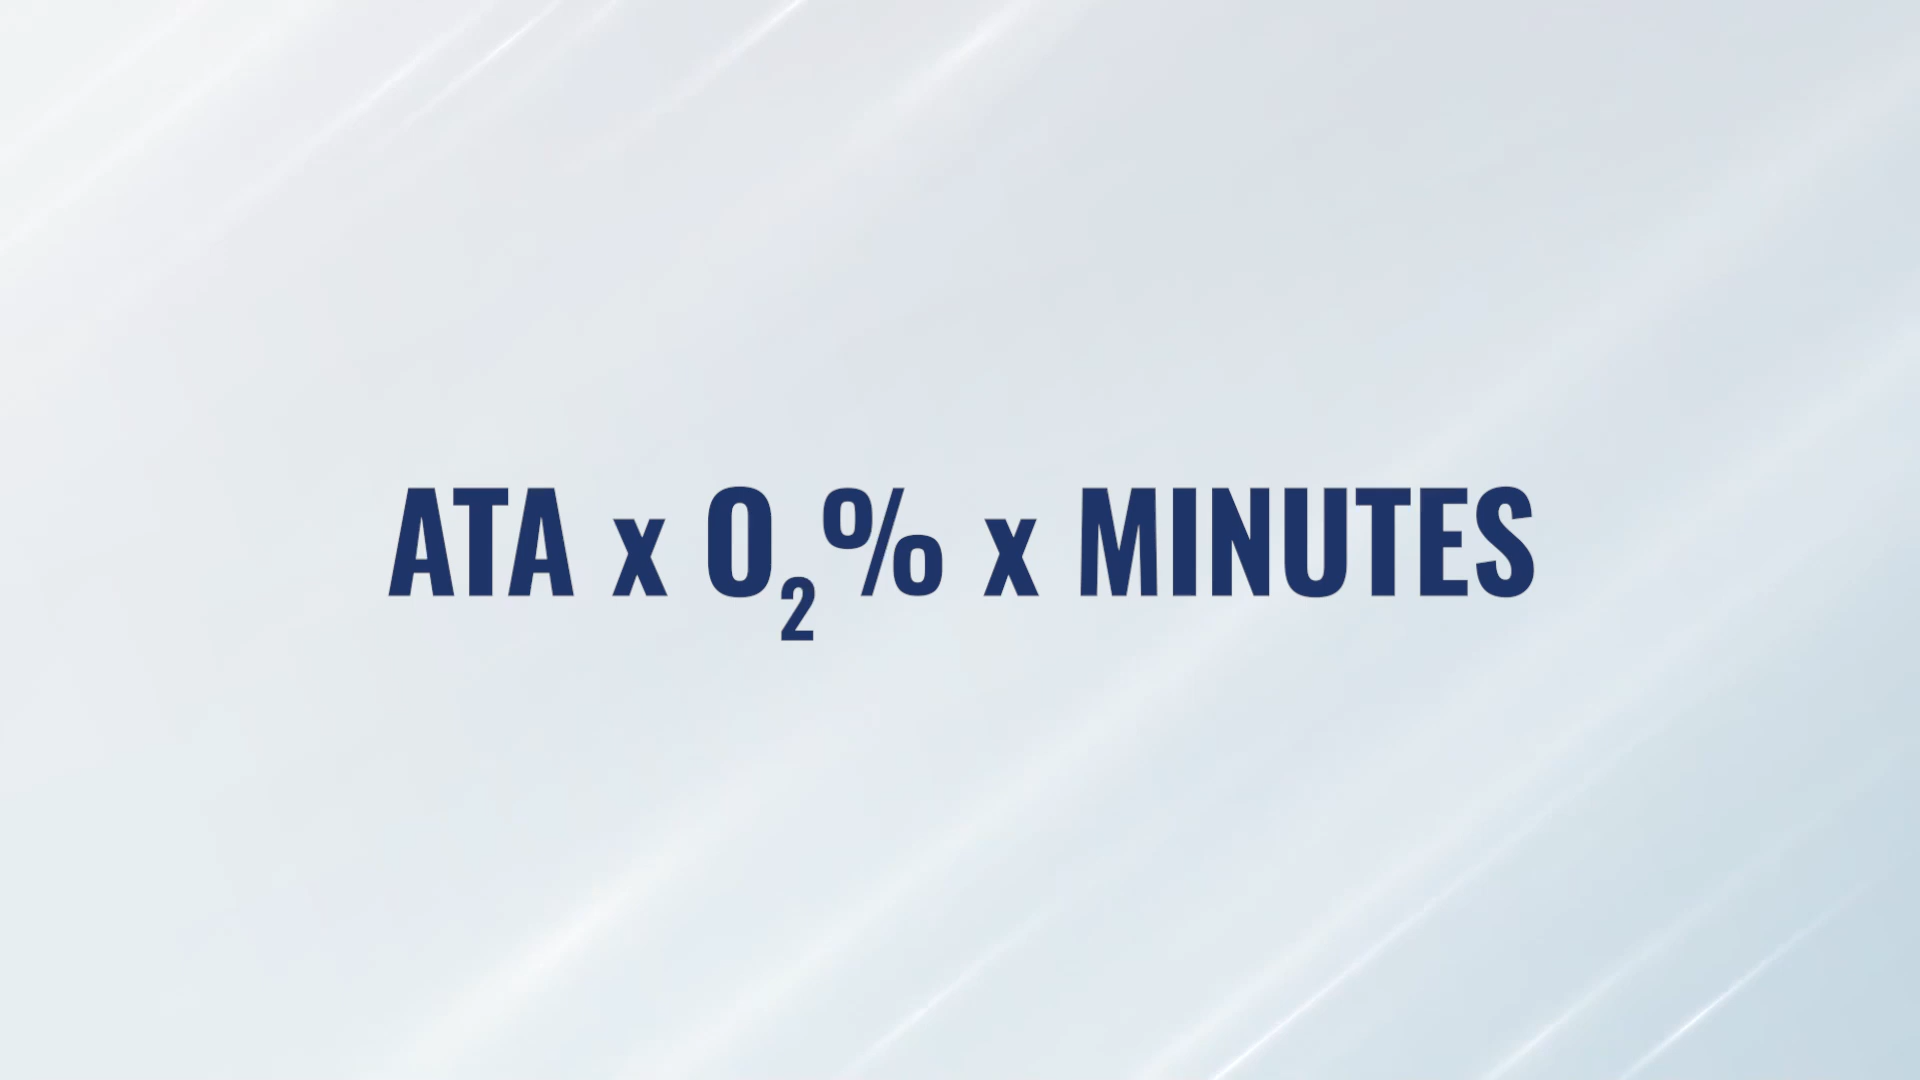 ATA x O₂% x MINUTES